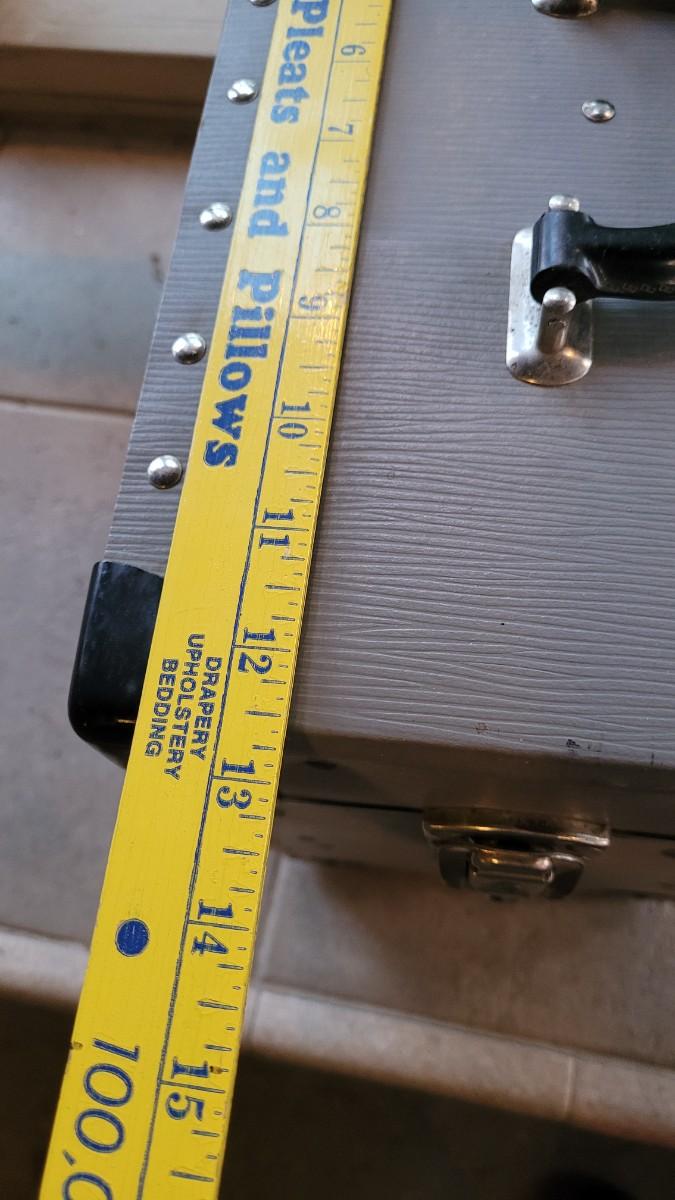 Pleats and Pillows
DRAPERY
UPHOLSTERY
BEDDING
6
7
8
9
10
11
12
13
14
15